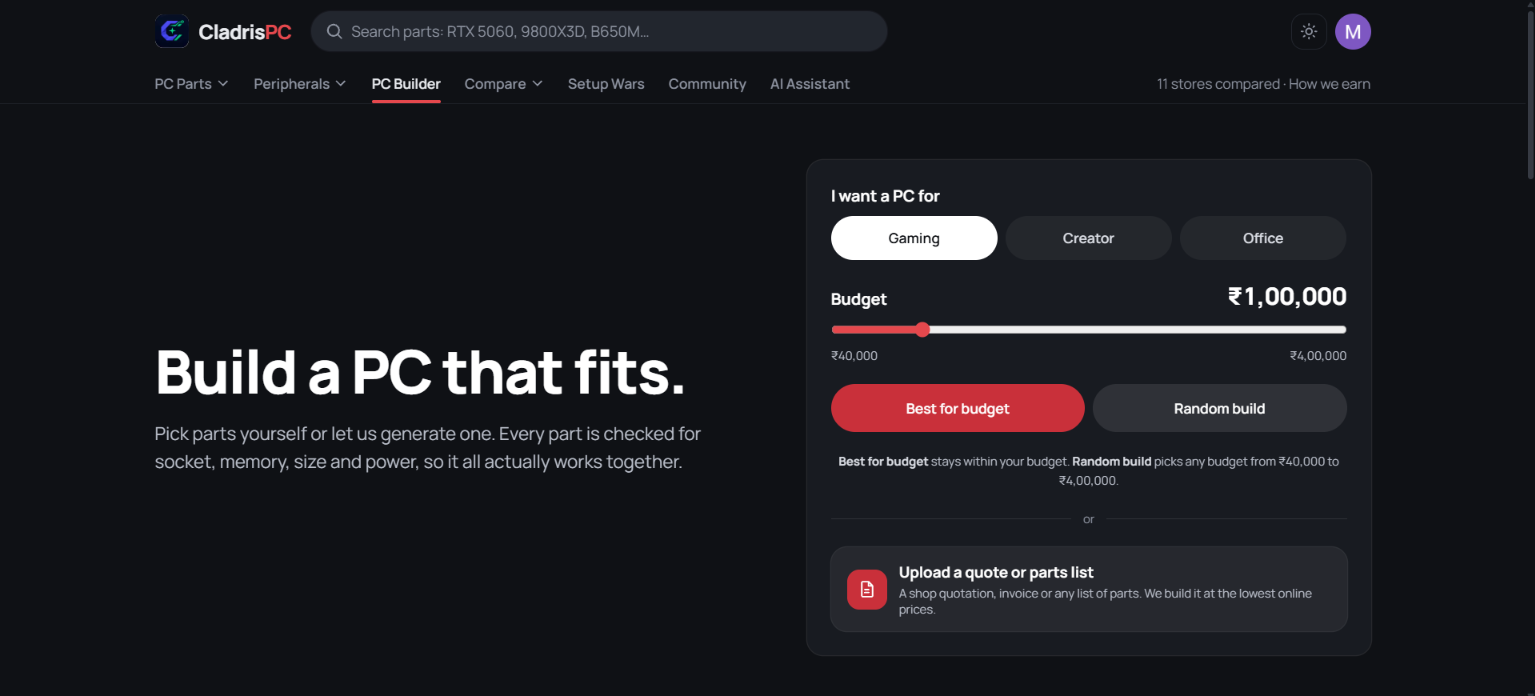 CladrisPC
Search parts: RTX 5060, 9800X3D, B650M...
M
PC Parts
Peripherals
PC Builder
Compare
Setup Wars
Community
AI Assistant
11 stores compared · How we earn
Build a PC that fits.
Pick parts yourself or let us generate one. Every part is checked for
socket, memory, size and power, so it all actually works together.
I want a PC for
Gaming
Creator
Office
Budget
₹1,00,000
₹40,000
₹4,00,000
Best for budget
Random build
Best for budget stays within your budget. Random build picks any budget from ₹40,000 to
₹4,00,000.
or
Upload a quote or parts list
A shop quotation, invoice or any list of parts. We build it at the lowest online
prices.